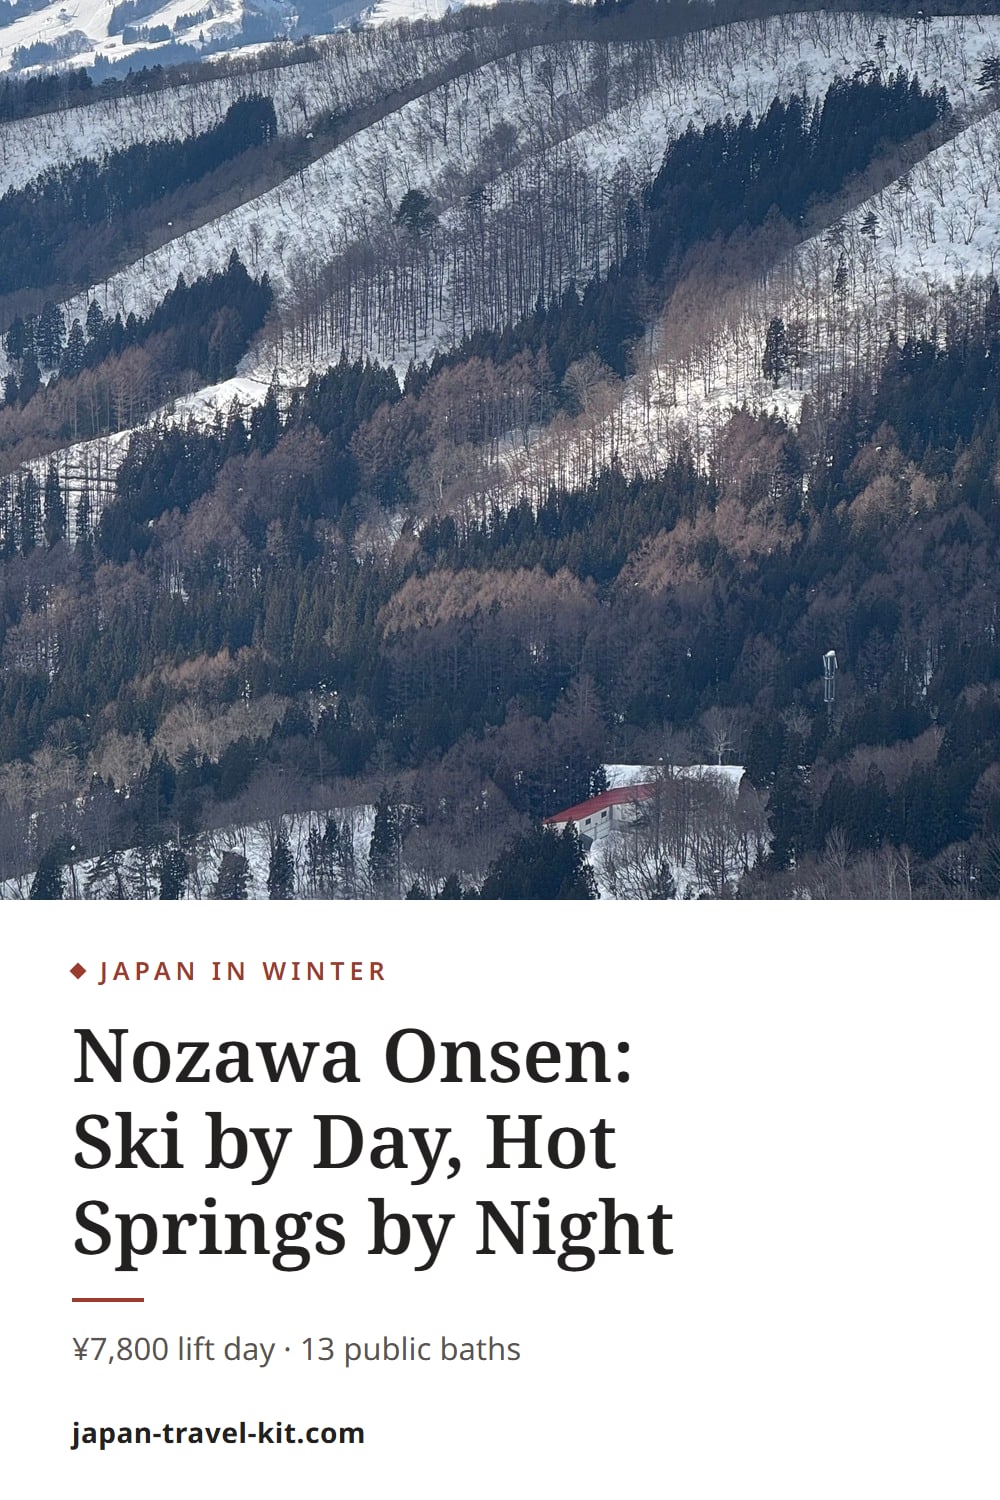 JAPAN IN WINTER
Nozawa Onsen:
Ski by Day, Hot
Springs by Night
¥7,800 lift day · 13 public baths
japan-travel-kit.com